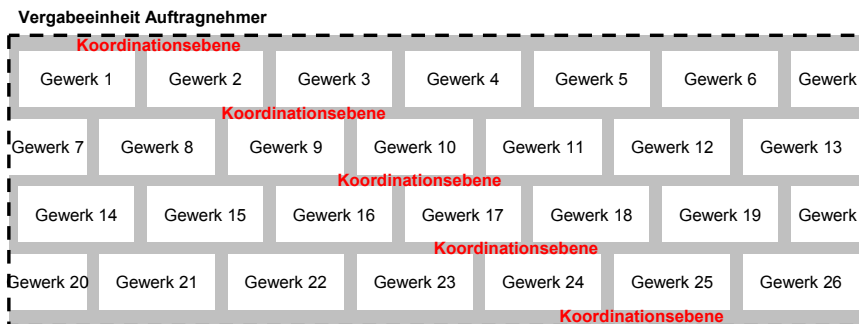 Vergabeeinheit Auftragnehmer
Koordinationsebene
Gewerk 1 Gewerk 2 Gewerk 3 Gewerk 4 Gewerk 5 Gewerk 6 Gewerk
Koordinationsebene
Gewerk 7 Gewerk 8 Gewerk 9 Gewerk 10 Gewerk 11 Gewerk 12 Gewerk 13
Koordinationsebene
Gewerk 14 Gewerk 15 Gewerk 16 Gewerk 17 Gewerk 18 Gewerk 19 Gewerk
Koordinationsebene
Gewerk 20 Gewerk 21 Gewerk 22 Gewerk 23 Gewerk 24 Gewerk 25 Gewerk 26
Koordinationsebene